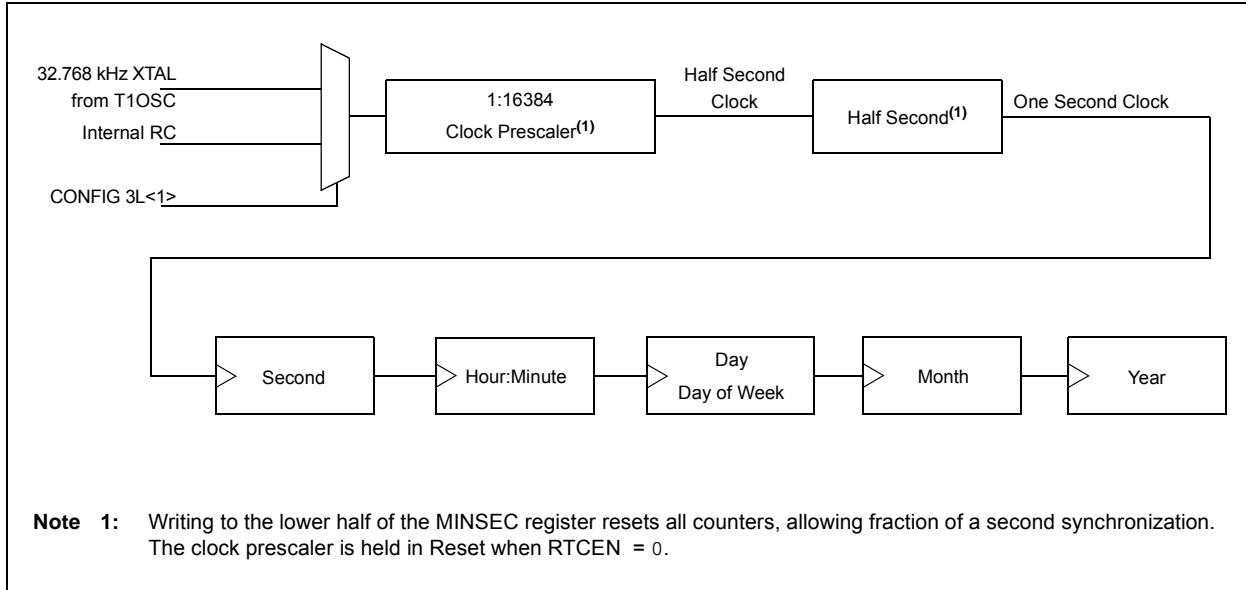 32.768 kHz XTAL
from T1OSC
Internal RC
CONFIG 3L<1>
1:16384
Clock Prescaler(1)
Half Second
Clock
Half Second(1)
One Second Clock
Second
Hour:Minute
Day
Day of Week
Month
Year
Note 1: Writing to the lower half of the MINSEC register resets all counters, allowing fraction of a second synchronization.
The clock prescaler is held in Reset when RTCEN = 0.